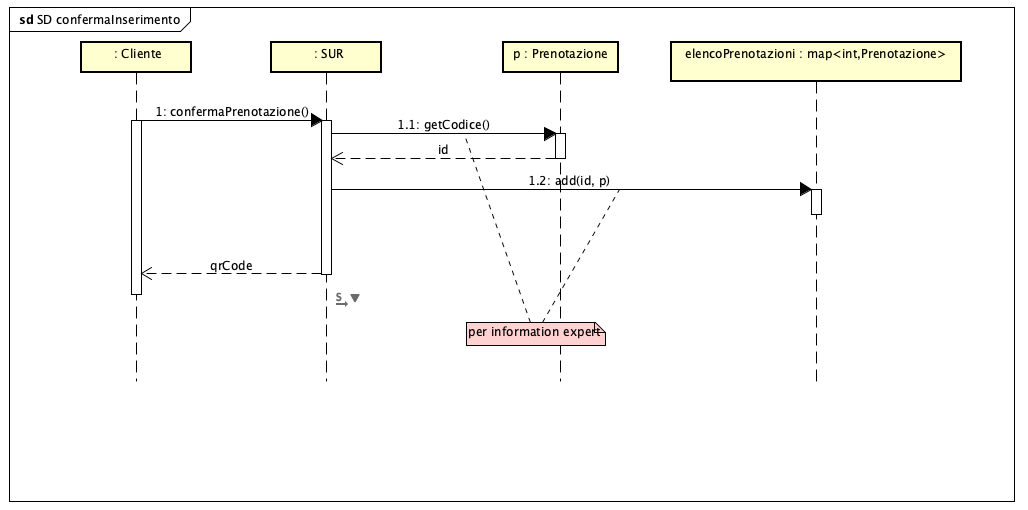 sd SD confermaInserimento
: Cliente
: SUR
p : Prenotazione
elencoPrenotazioni : map<int,Prenotazione>
1: confermaPrenotazione()
1.1: getCodice()
id
1.2: add(id, p)
qrCode
S
per information expert